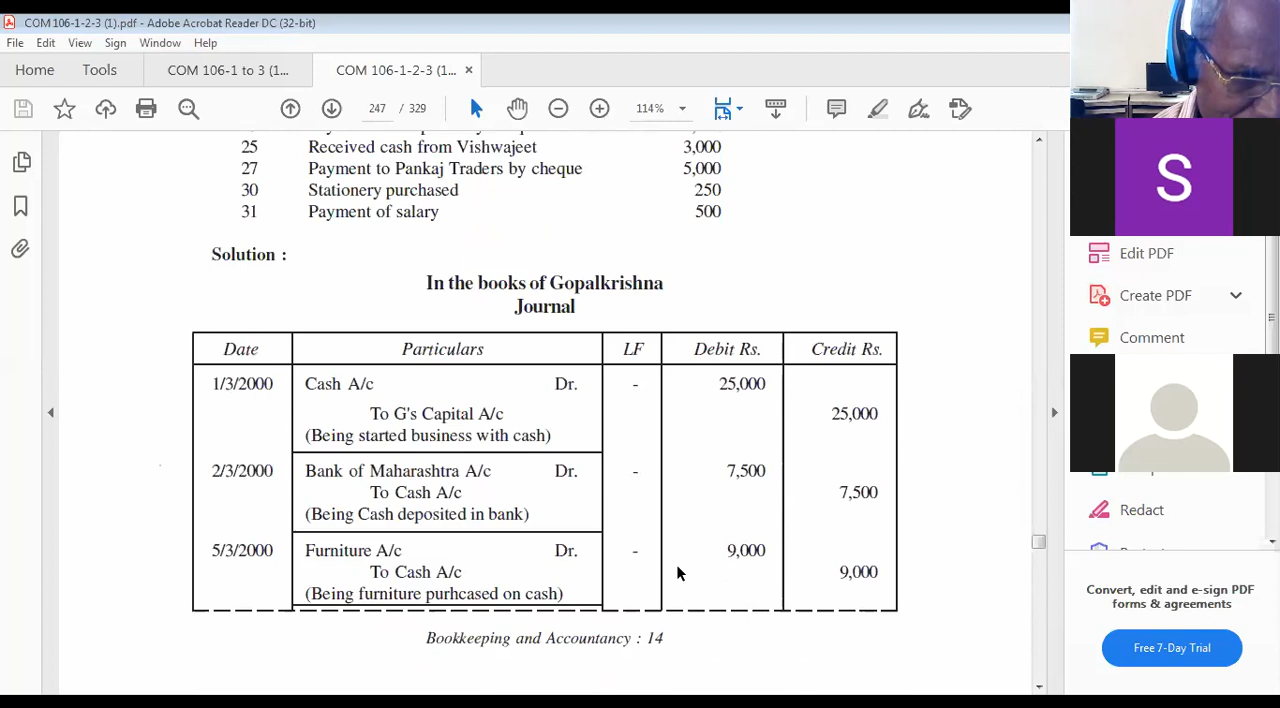 COM 106-1-2-3 (1).pdf - Adobe Acrobat Reader DC (32-bit)
File Edit View Sign Window Help
Home Tools COM 106-1 to 3 (1... COM 106-1-2-3 (1... ×
247 / 323 114%
25 Received cash from Vishwajeet 3,000
27 Payment to Pankaj Traders by cheque 5,000
30 Stationery purchased 250
31 Payment of salary 500
Solution :
In the books of Gopalkrishna
Journal
Date Particulars LF Debit Rs. Credit Rs.
1/3/2000 Cash A/c Dr. - 25,000
To G's Capital A/c 25,000
(Being started business with cash)
2/3/2000 Bank of Maharashtra A/c Dr. - 7,500
To Cash A/c 7,500
(Being Cash deposited in bank)
5/3/2000 Furniture A/c Dr. - 9,000
To Cash A/c 9,000
(Being furniture purhcased on cash)
Bookkeeping and Accountancy : 14
S
Edit PDF
Create PDF
Comment
Redact
Convert, edit and e-sign PDF
forms & agreements
Free 7-Day Trial